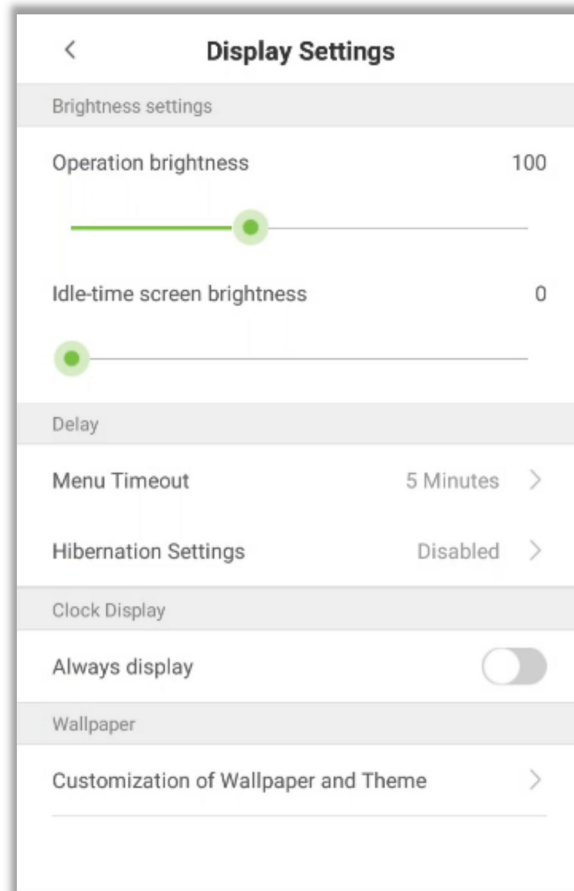 Display Settings
Brightness settings
Operation brightness 100
Idle-time screen brightness 0
Delay
Menu Timeout 5 Minutes
Hibernation Settings Disabled
Clock Display
Always display
Wallpaper
Customization of Wallpaper and Theme